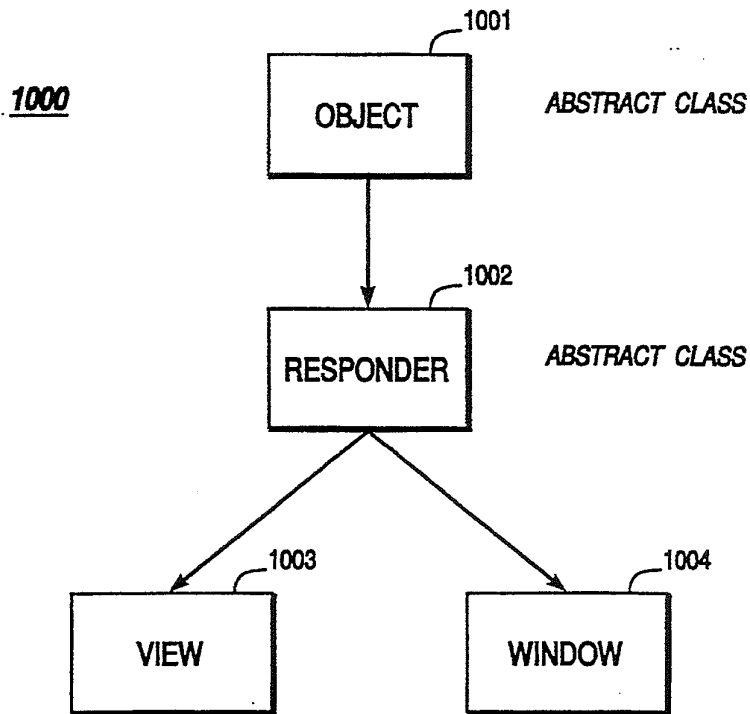 1001
1000
OBJECT
ABSTRACT CLASS
1002
RESPONDER
ABSTRACT CLASS
1003
1004
VIEW
WINDOW